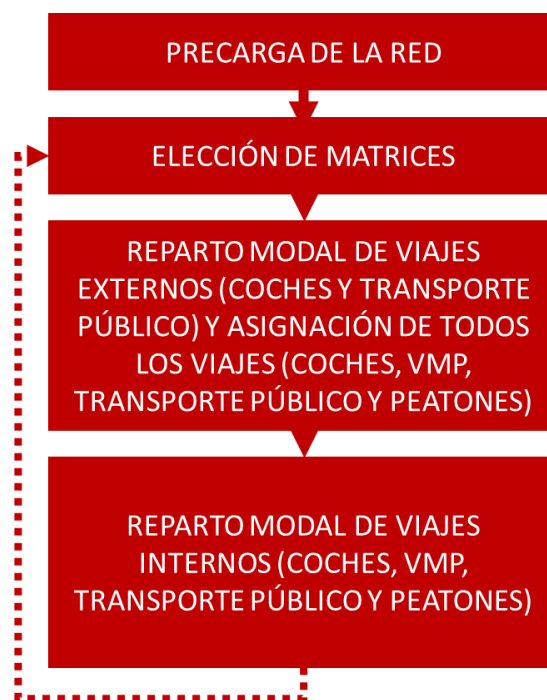 PRECARGA DE LA RED
ELECCIÓN DE MATRICES
REPARTO MODAL DE VIAJES
EXTERNOS (COCHES Y TRANSPORTE
PÚBLICO) Y ASIGNACIÓN DE TODOS
LOS VIAJES (COCHES, VMP,
TRANSPORTE PÚBLICO Y PEATONES)
REPARTO MODAL DE VIAJES
INTERNOS (COCHES, VMP,
TRANSPORTE PÚBLICO Y PEATONES)